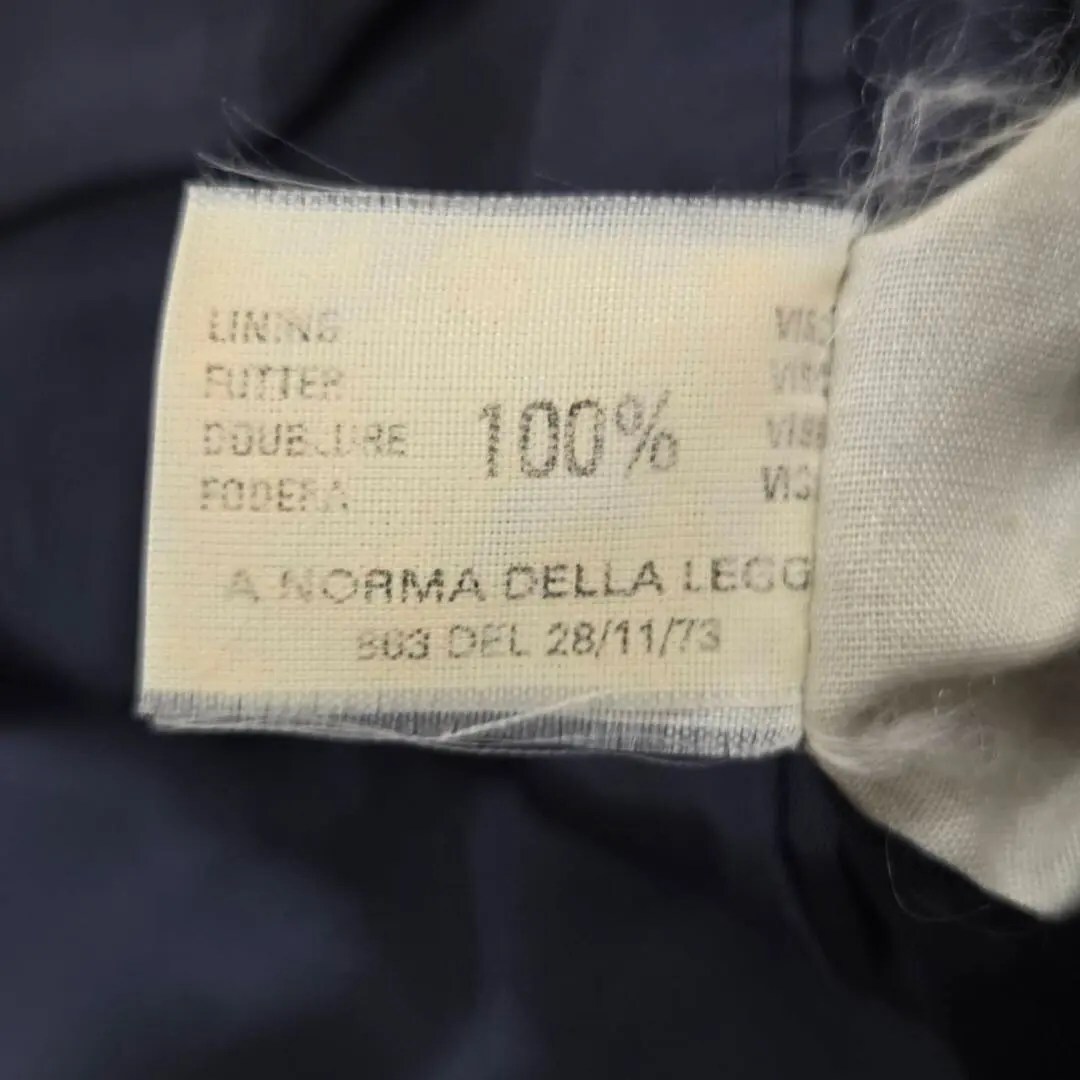 LINING
FUTTER
DOUBLURE 100%
FODERA
A NORMA DELLA LEGG
883 DEL 28/11/73